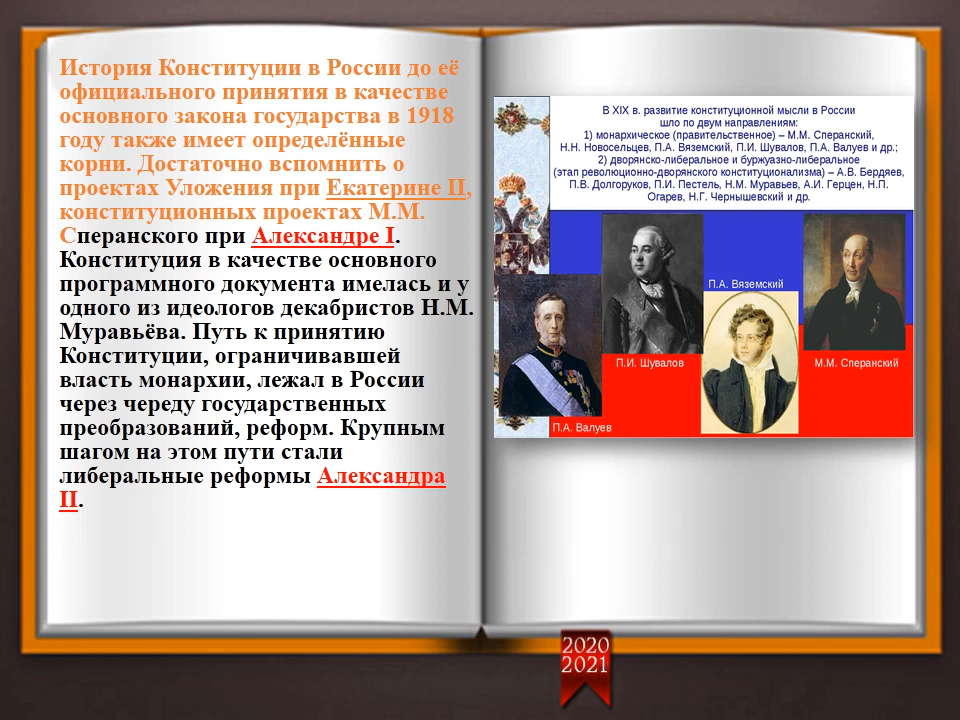 История Конституции в России до её
официального принятия в качестве
основного закона государства в 1918
году также имеет определённые
корни. Достаточно вспомнить о
проектах Уложения при Екатерине II,
конституционных проектах М.М.
Сперанского при Александре I.
Конституция в качестве основного
программного документа имелась и у
одного из идеологов декабристов Н.М.
Муравьёва. Путь к принятию
Конституции, ограничивавшей
власть монархии, лежал в России
через череду государственных
преобразований, реформ. Крупным
шагом на этом пути стали
либеральные реформы Александра
II.
В XIX в. развитие конституционной мысли в России
шло по двум направлениям:
1) монархическое (правительственное) – М.М. Сперанский,
Н.Н. Новосельцев, П.А. Вяземский, П.И. Шувалов, П.А. Валуев и др.;
2) дворянско-либеральное и буржуазно-либеральное
(этап революционно-дворянского конституционализма) – А.В. Бердяев,
П.В. Долгоруков, П.И. Пестель, Н.М. Муравьев, А.И. Герцен, Н.П.
Огарев, Н.Г. Чернышевский и др.
П.А. Вяземский
П.И. Шувалов
М.М. Сперанский
П.А. Валуев
2020
2021